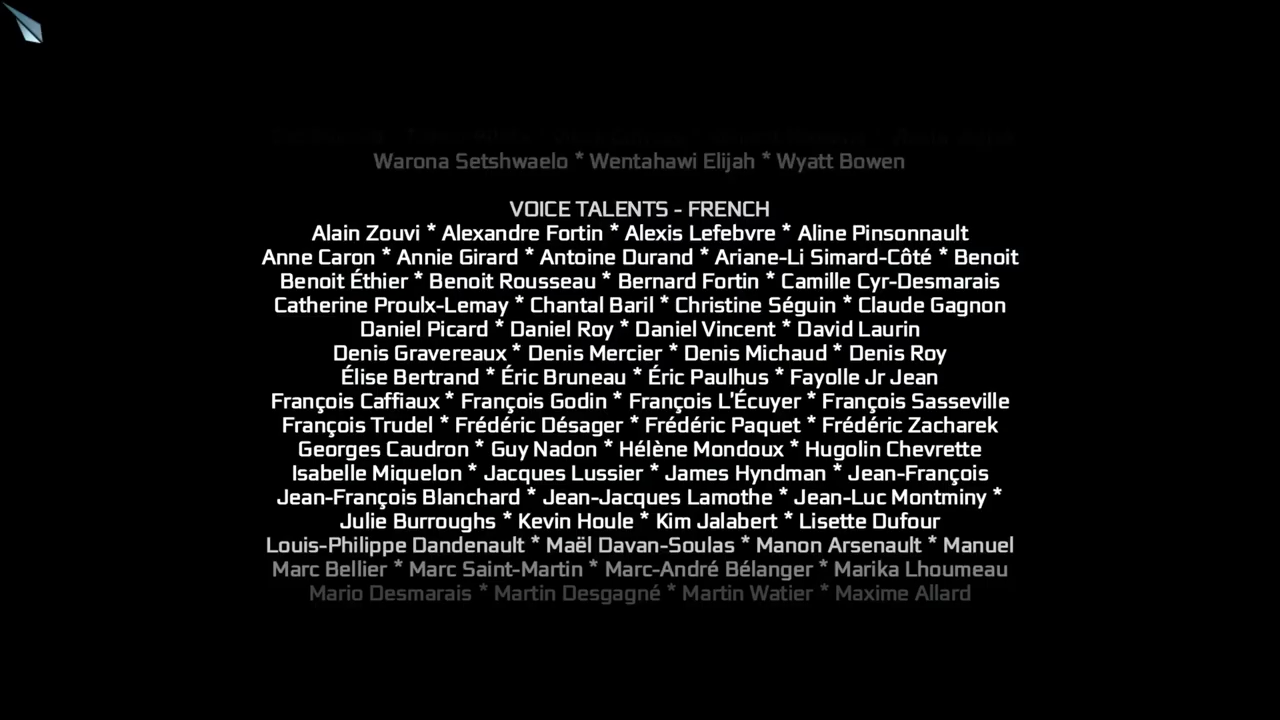 Warona Setshwaelo * Wentahawi Elijah * Wyatt Bowen
VOICE TALENTS - FRENCH
Alain Zouvi * Alexandre Fortin * Alexis Lefebvre * Aline Pinsonnault
Anne Caron * Annie Girard * Antoine Durand * Ariane-Li Simard-Côté * Benoit
Benoit Éthier * Benoit Rousseau * Bernard Fortin * Camille Cyr-Desmarais
Catherine Proulx-Lemay * Chantal Baril * Christine Séguin * Claude Gagnon
Daniel Picard * Daniel Roy * Daniel Vincent * David Laurin
Denis Gravereaux * Denis Mercier * Denis Michaud * Denis Roy
Élise Bertrand * Éric Bruneau * Éric Paulhus * Fayolle Jr Jean
François Caffiaux * François Godin * François L'Écuyer * François Sasseville
François Trudel * Frédéric Désager * Frédéric Paquet * Frédéric Zacharek
Georges Caudron * Guy Nadon * Hélène Mondoux * Hugolin Chevrette
Isabelle Miquelon * Jacques Lussier * James Hyndman * Jean-François
Jean-François Blanchard * Jean-Jacques Lamothe * Jean-Luc Montminy *
Julie Burroughs * Kevin Houle * Kim Jalabert * Lisette Dufour
Louis-Philippe Dandenault * Maël Davan-Soulas * Manon Arsenault * Manuel
Marc Bellier * Marc Saint-Martin * Marc-André Bélanger * Marika Lhoumeau
Mario Desmarais * Martin Desgagné * Martin Watier * Maxime Allard